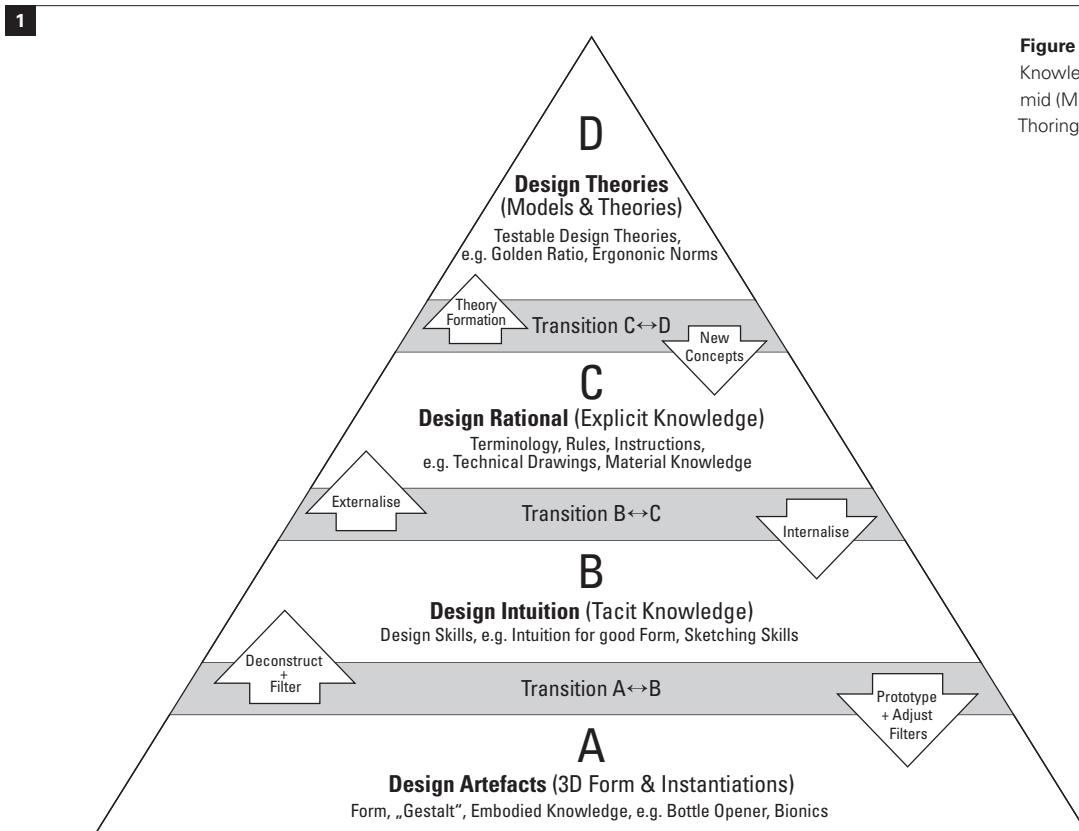 1
Figure
Knowle
mid (M
Thoring
D
Design Theories
(Models & Theories)
Testable Design Theories,
e.g. Golden Ratio, Ergononic Norms
Theory
Formation
Transition C↔D
New
Concepts
C
Design Rational (Explicit Knowledge)
Terminology, Rules, Instructions,
e.g. Technical Drawings, Material Knowledge
Externalise
Transition B↔C
Internalise
B
Design Intuition (Tacit Knowledge)
Design Skills, e.g. Intuition for good Form, Sketching Skills
Deconstruct
+
Filter
Transition A↔B
Prototype
+ Adjust
Filters
A
Design Artefacts (3D Form & Instantiations)
Form, „Gestalt“, Embodied Knowledge, e.g. Bottle Opener, Bionics